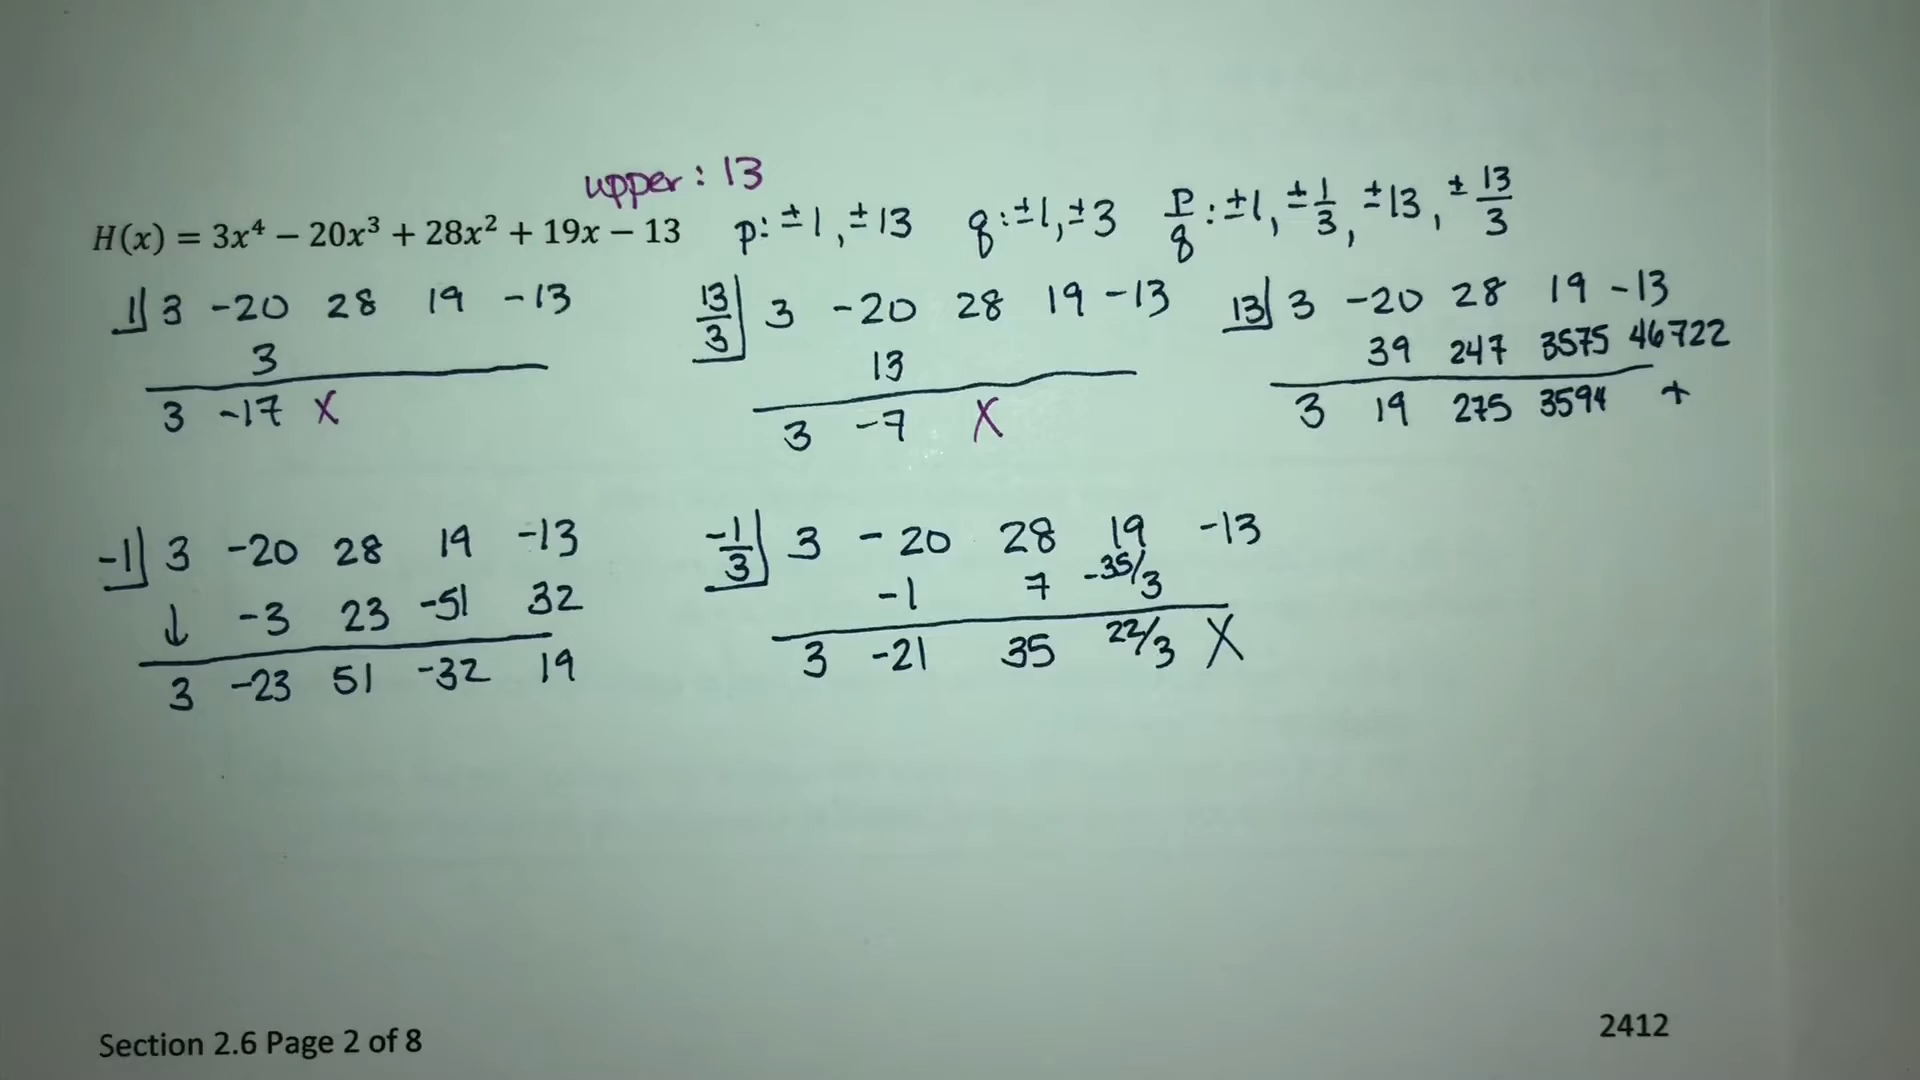 upper: 13
H(x) = 3x⁴ − 20x³ + 28x² + 19x − 13 p: ±1, ±13 q: ±1, ±3 p/q: ±1, ±1/3, ±13, ±13/3
1| 3 -20 28 19 -13
3
3 -17 X
13/3| 3 -20 28 19 -13
13
3 -7 X
13| 3 -20 28 19 -13
39 247 3575 46722
3 19 275 3594 +
-1| 3 -20 28 19 -13
↓ -3 23 -51 32
3 -23 51 -32 19
-1/3| 3 -20 28 19 -13
-1 7 -35/3
3 -21 35 22/3 X
Section 2.6 Page 2 of 8
2412